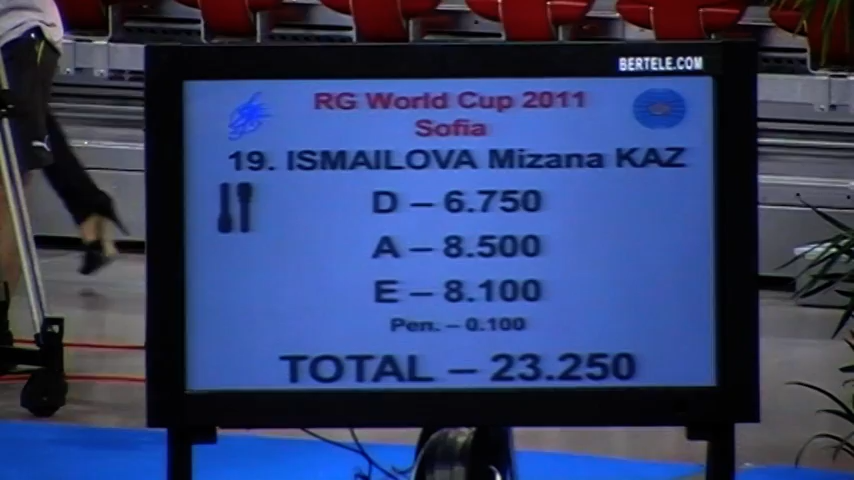 BERTELE.COM
RG World Cup 2011
Sofia
19. ISMAILOVA Mizana KAZ
D – 6.750
A – 8.500
E – 8.100
Pen. – 0.100
TOTAL – 23.250